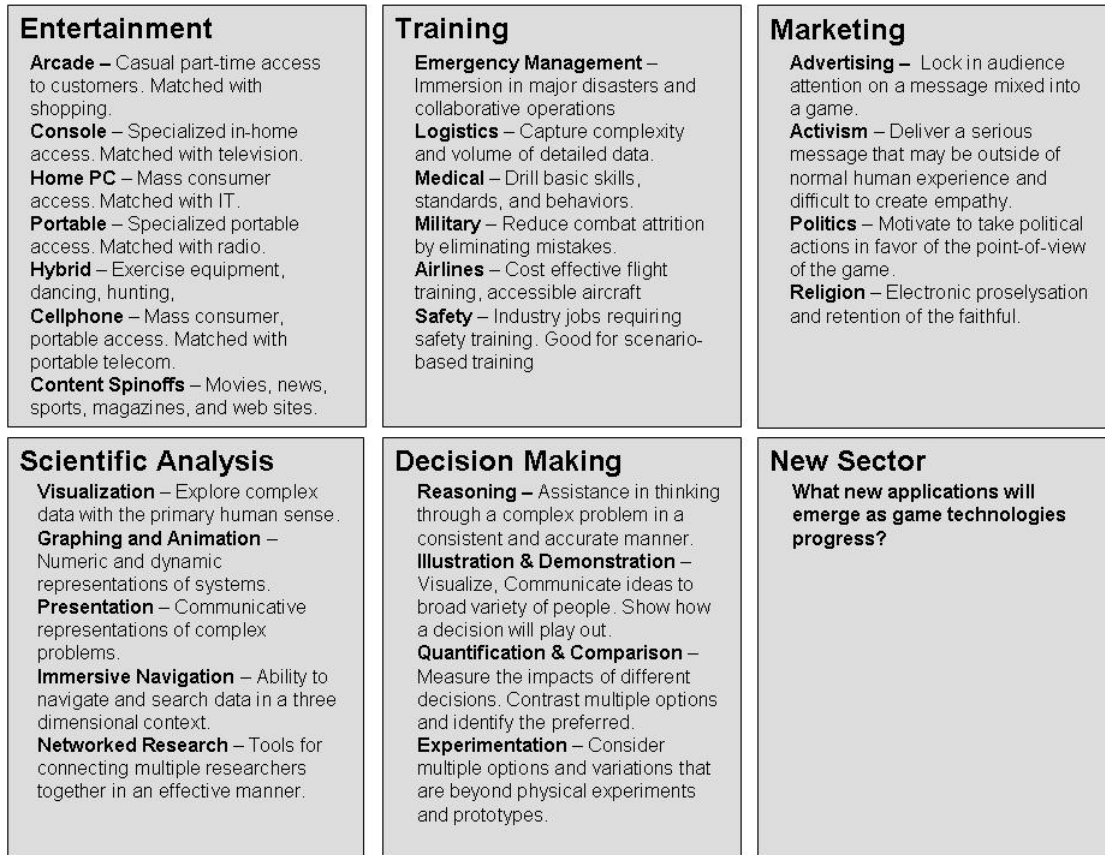 Entertainment
Arcade – Casual part-time access
to customers. Matched with
shopping.
Console – Specialized in-home
access. Matched with television.
Home PC – Mass consumer
access. Matched with IT.
Portable – Specialized portable
access. Matched with radio.
Hybrid – Exercise equipment,
dancing, hunting,
Cellphone – Mass consumer,
portable access. Matched with
portable telecom.
Content Spinoffs – Movies, news,
sports, magazines, and web sites.
Training
Emergency Management –
Immersion in major disasters and
collaborative operations
Logistics – Capture complexity
and volume of detailed data.
Medical – Drill basic skills,
standards, and behaviors.
Military – Reduce combat attrition
by eliminating mistakes.
Airlines – Cost effective flight
training, accessible aircraft
Safety – Industry jobs requiring
safety training. Good for scenario-
based training
Marketing
Advertising – Lock in audience
attention on a message mixed into
a game.
Activism – Deliver a serious
message that may be outside of
normal human experience and
difficult to create empathy.
Politics – Motivate to take political
actions in favor of the point-of-view
of the game.
Religion – Electronic proselysation
and retention of the faithful.
Scientific Analysis
Visualization – Explore complex
data with the primary human sense.
Graphing and Animation –
Numeric and dynamic
representations of systems.
Presentation – Communicative
representations of complex
problems.
Immersive Navigation – Ability to
navigate and search data in a three
dimensional context.
Networked Research – Tools for
connecting multiple researchers
together in an effective manner.
Decision Making
Reasoning – Assistance in thinking
through a complex problem in a
consistent and accurate manner.
Illustration & Demonstration –
Visualize, Communicate ideas to
broad variety of people. Show how
a decision will play out.
Quantification & Comparison –
Measure the impacts of different
decisions. Contrast multiple options
and identify the preferred.
Experimentation – Consider
multiple options and variations that
are beyond physical experiments
and prototypes.
New Sector
What new applications will
emerge as game technologies
progress?